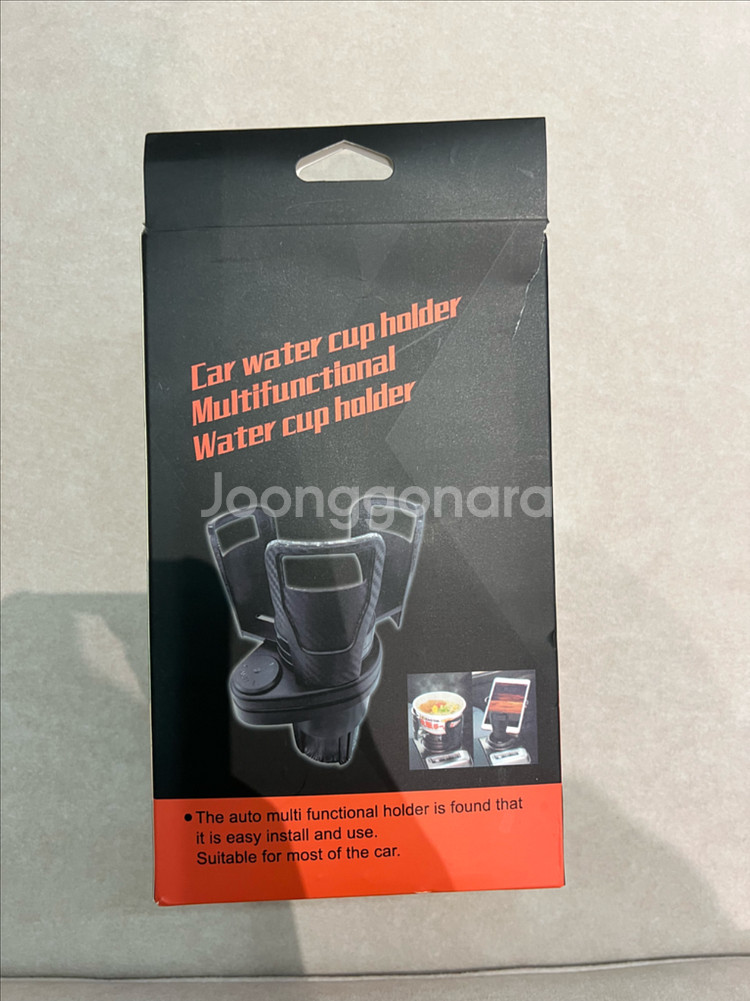 Car water cup holder
Multifunctional
Water cup holder
Joonggonara
• The auto multi functional holder is found that
it is easy install and use.
Suitable for most of the car.